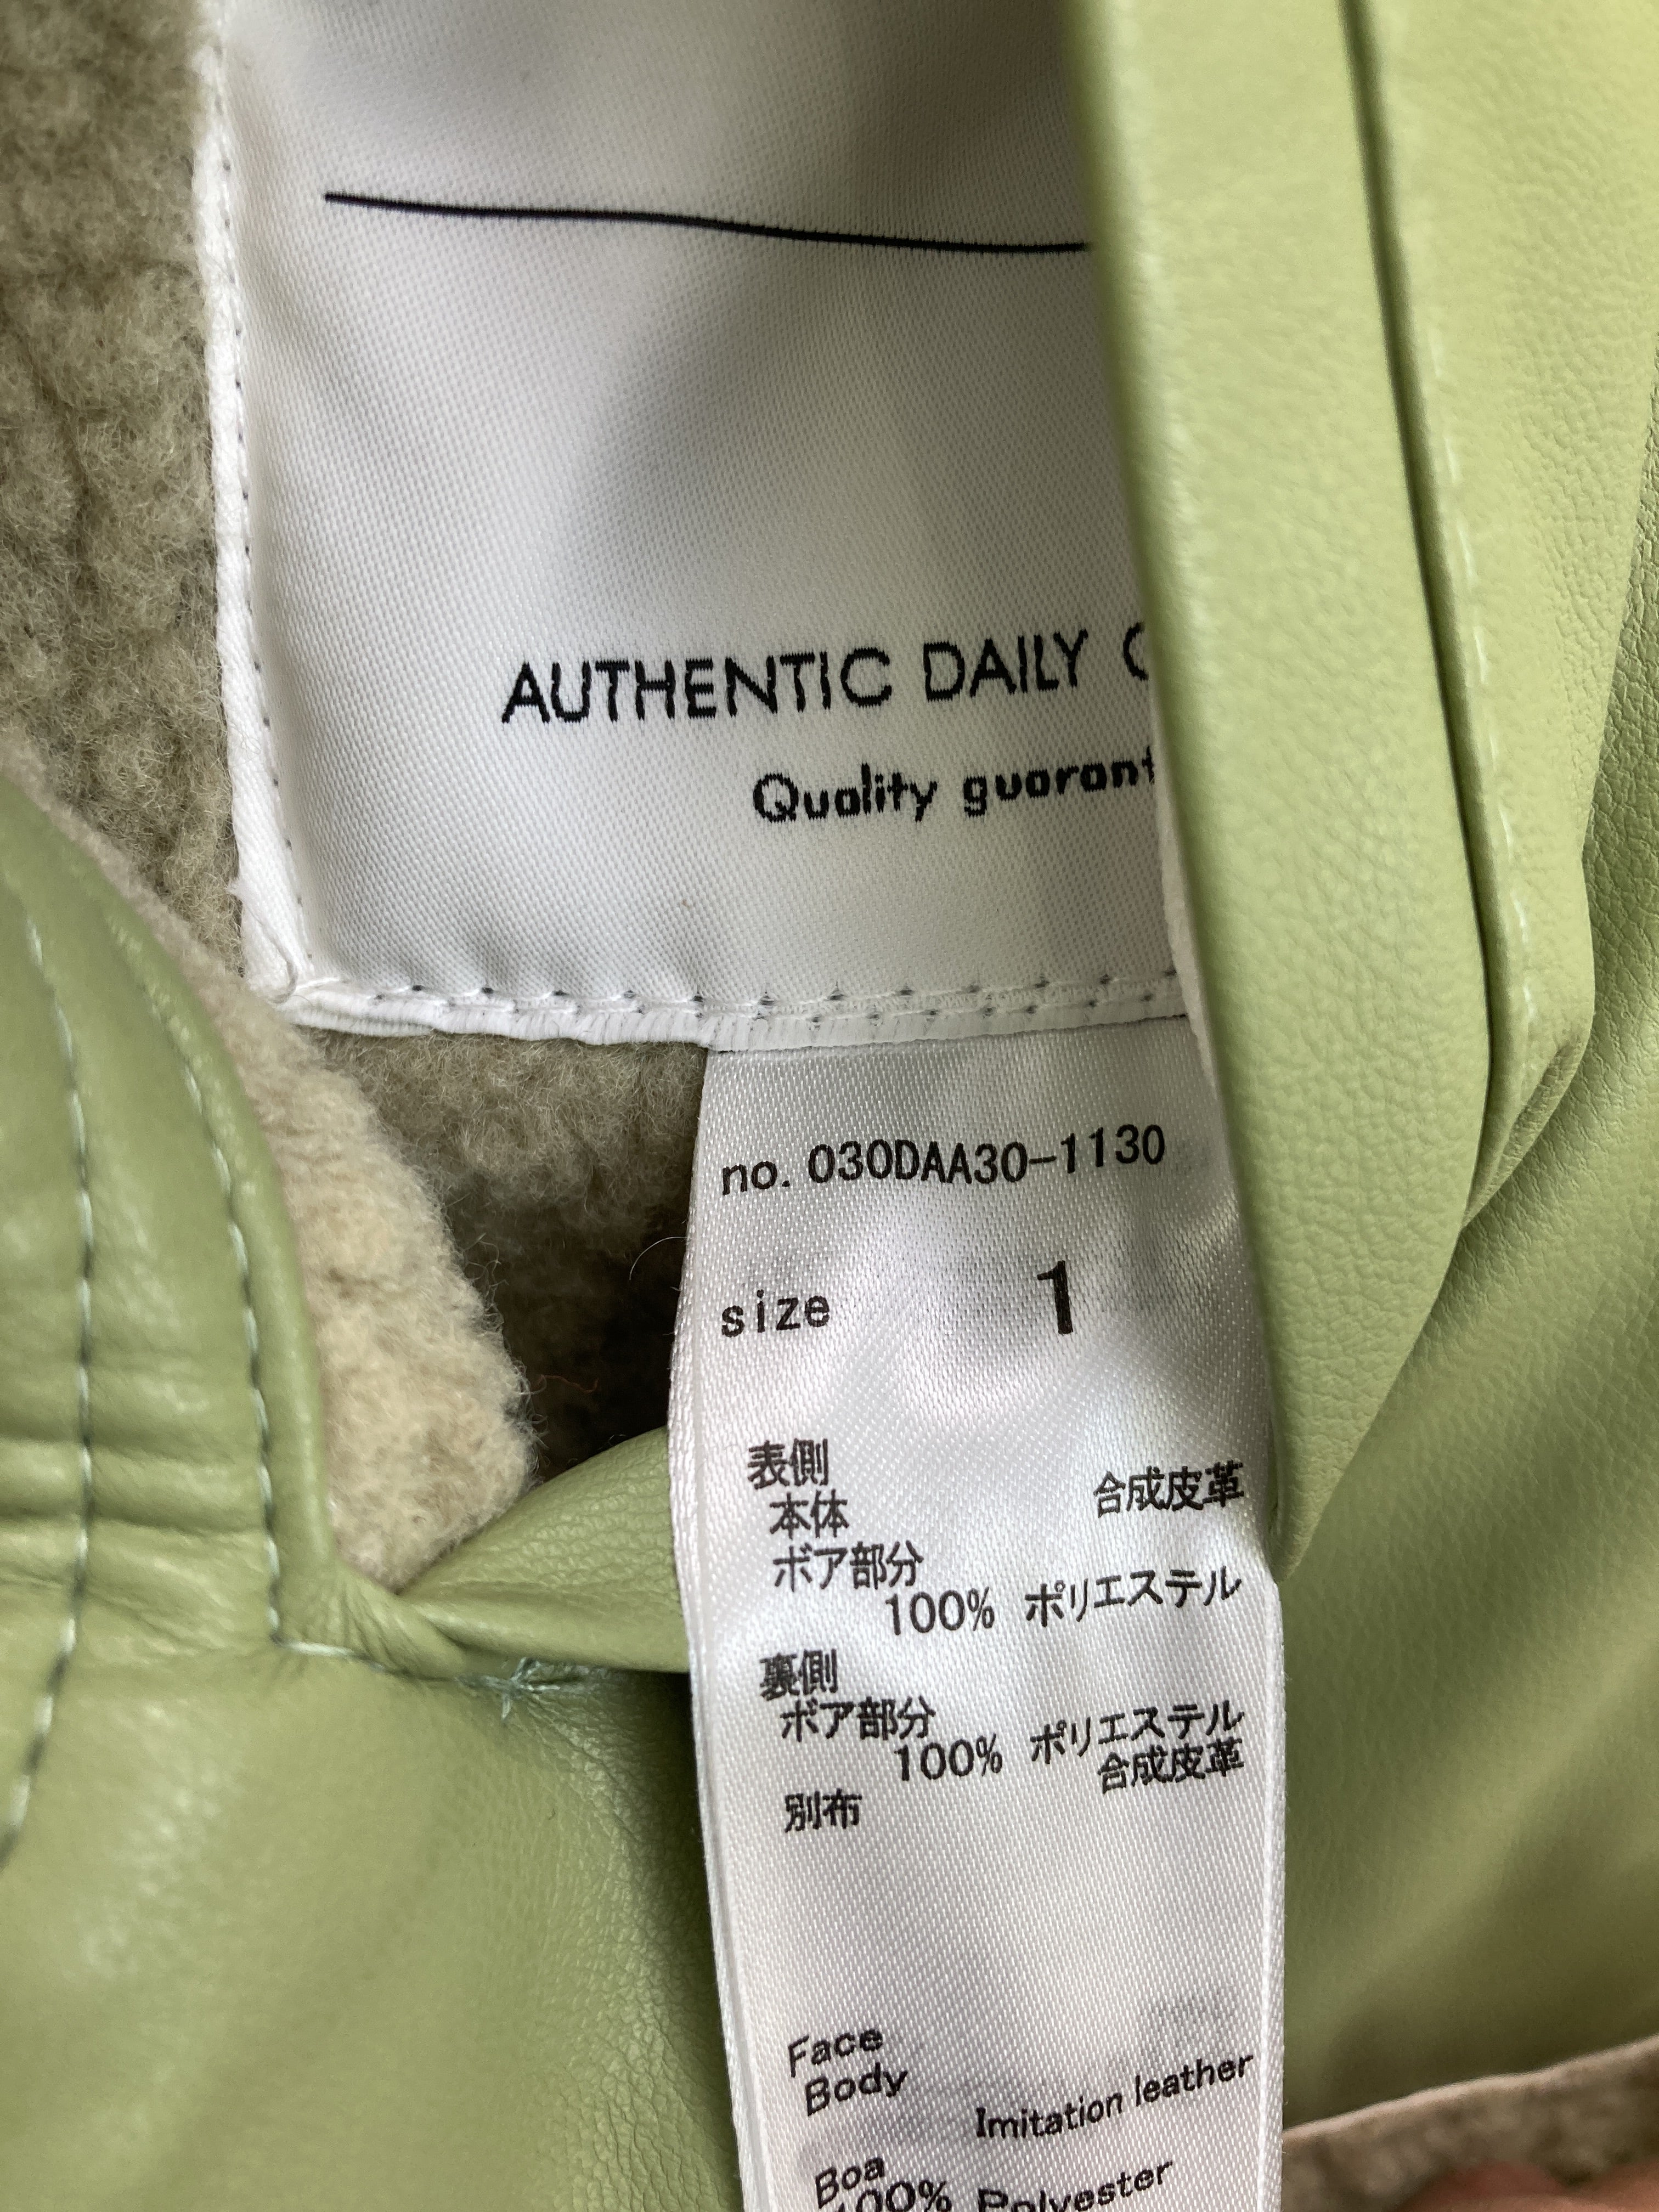 AUTHENTIC DAILY
Quality
no. 030DAA30-1130
size 1
表側
本体 合成皮革
ボア部分
100% ポリエステル
裏側
ボア部分
100% ポリエステル
別布 合成皮革
Face
Body
Imitation leather
Boa
100% Polyester